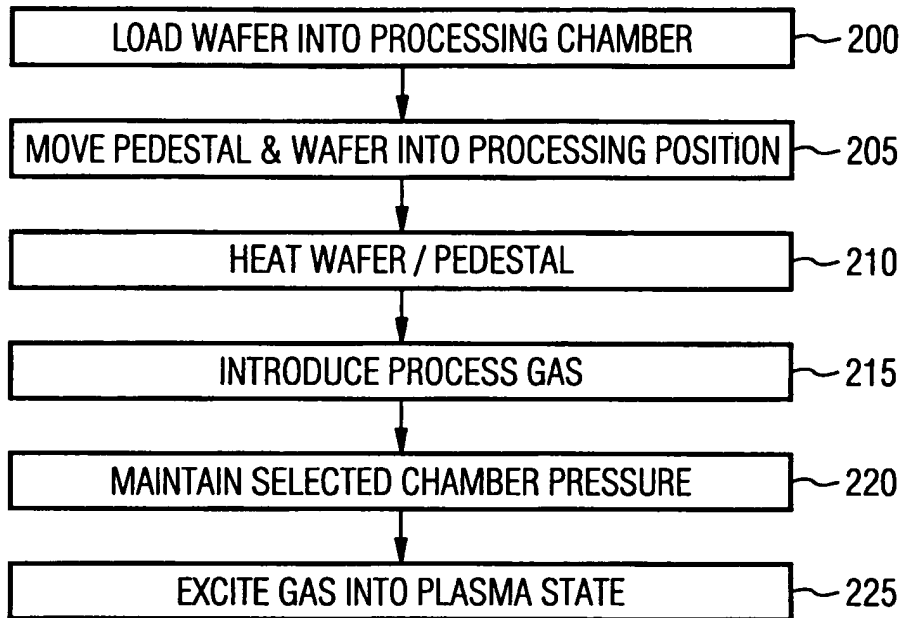 LOAD WAFER INTO PROCESSING CHAMBER 200
MOVE PEDESTAL & WAFER INTO PROCESSING POSITION 205
HEAT WAFER / PEDESTAL 210
INTRODUCE PROCESS GAS 215
MAINTAIN SELECTED CHAMBER PRESSURE 220
EXCITE GAS INTO PLASMA STATE 225